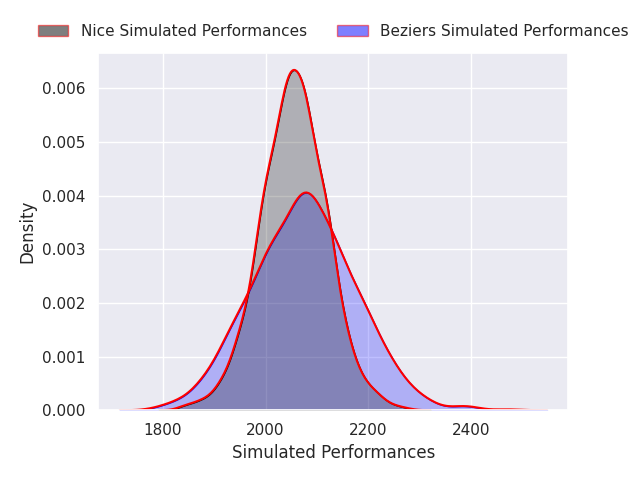 Nice Simulated Performances Beziers Simulated Performances
0.006
0.005
0.004
0.003
0.002
0.001
0.000
Density
1800 2000 2200 2400
Simulated Performances